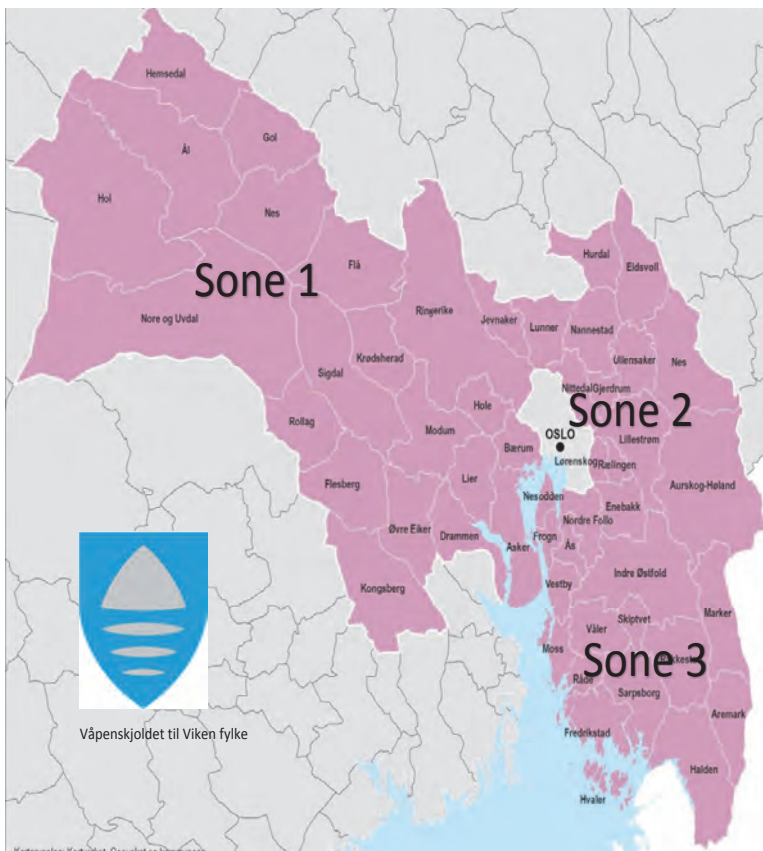 Hemsedal
Gol
Ål
Hol
Nes
Sone 1
Flå
Nore og Uvdal
Ringerike
Hurdal
Eidsvoll
Jevnaker
Lunner
Nannestad
Krødsherad
Sigdal
Ullensaker
Nes
Nittedal
Gjerdrum
Sone 2
Hole
Rollag
Modum
OSLO
Lillestrøm
Bærum
Lørenskog
Rælingen
Lier
Flesberg
Aurskog-Høland
Nesodden
Enebakk
Nordre Follo
Øvre Eiker
Drammen
Frogn
Ås
Asker
Kongsberg
Vestby
Indre Østfold
Skiptvet
Marker
Våler
Moss
Sone 3
Råde
Sarpsborg
Aremark
Fredrikstad
Halden
Hvaler
Våpenskjoldet til Viken fylke